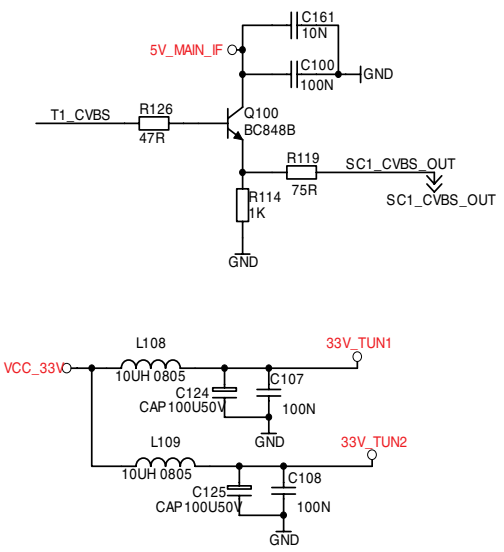 C161
10N
5V_MAIN_IF
C100
GND
100N
T1_CVBS
R126
Q100
47R
BC848B
R119
SC1_CVBS_OUT
75R
R114
1K
SC1_CVBS_OUT
GND
L108
33V_TUN1
VCC_33V
10UH 0805
C107
C124
CAP100U50V
100N
GND
L109
33V_TUN2
10UH 0805
C108
C125
CAP100U50V
100N
GND